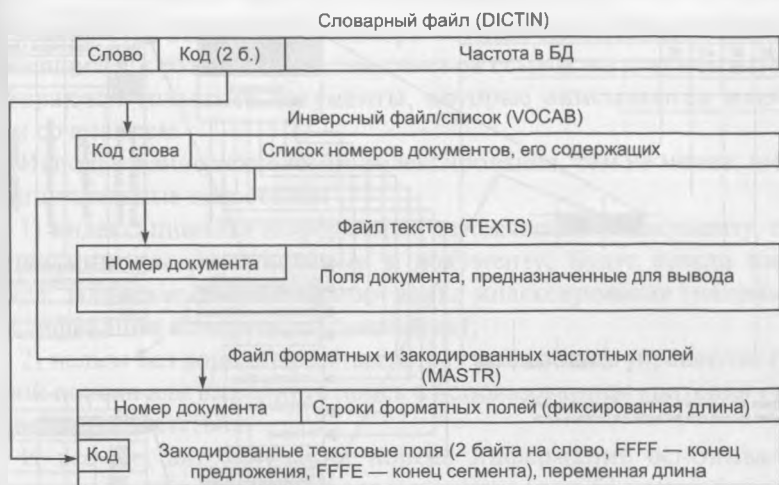 Словарный файл (DICTIN)
Слово Код (2 б.) Частота в БД
Инверсный файл/список (VOCAB)
Код слова Список номеров документов, его содержащих
Файл текстов (TEXTS)
Номер документа
Поля документа, предназначенные для вывода
Файл форматных и закодированных частотных полей
(MASTR)
Номер документа Строки форматных полей (фиксированная длина)
Код Закодированные текстовые поля (2 байта на слово, FFFF — конец
предложения, FFFE — конец сегмента), переменная длина